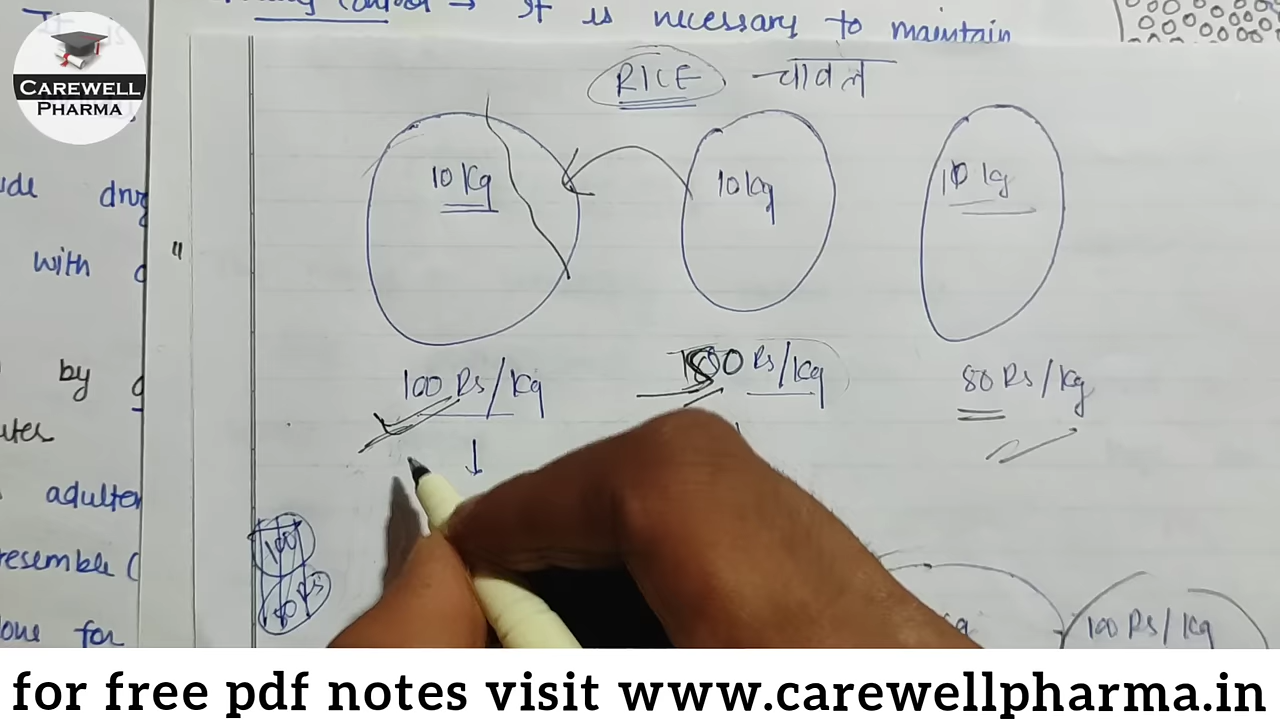 → It is necessary to maintain
CAREWELL
PHARMA
RICE चावल
10 Kg
10 Kg
10 Kg
ude drug
with
"
by
100 Rs/Kg
Rs/Kg
80 Rs/Kg
adulter
resemble (
100
Rs
one for
100 Rs/Kg
for free pdf notes visit www.carewellpharma.in